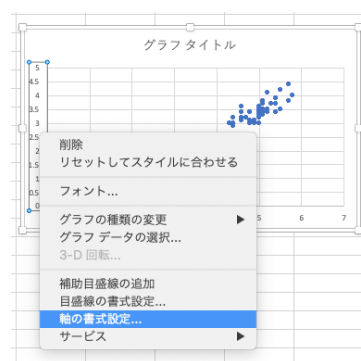 グラフ タイトル
5
4.5
4
3.5
3
2.5
2
1.5
1
0.5
0
5
6
7
削除
リセットしてスタイルに合わせる
フォント...
グラフの種類の変更 ▶
グラフ データの選択...
3-D 回転...
補助目盛線の追加
目盛線の書式設定...
軸の書式設定...
サービス ▶